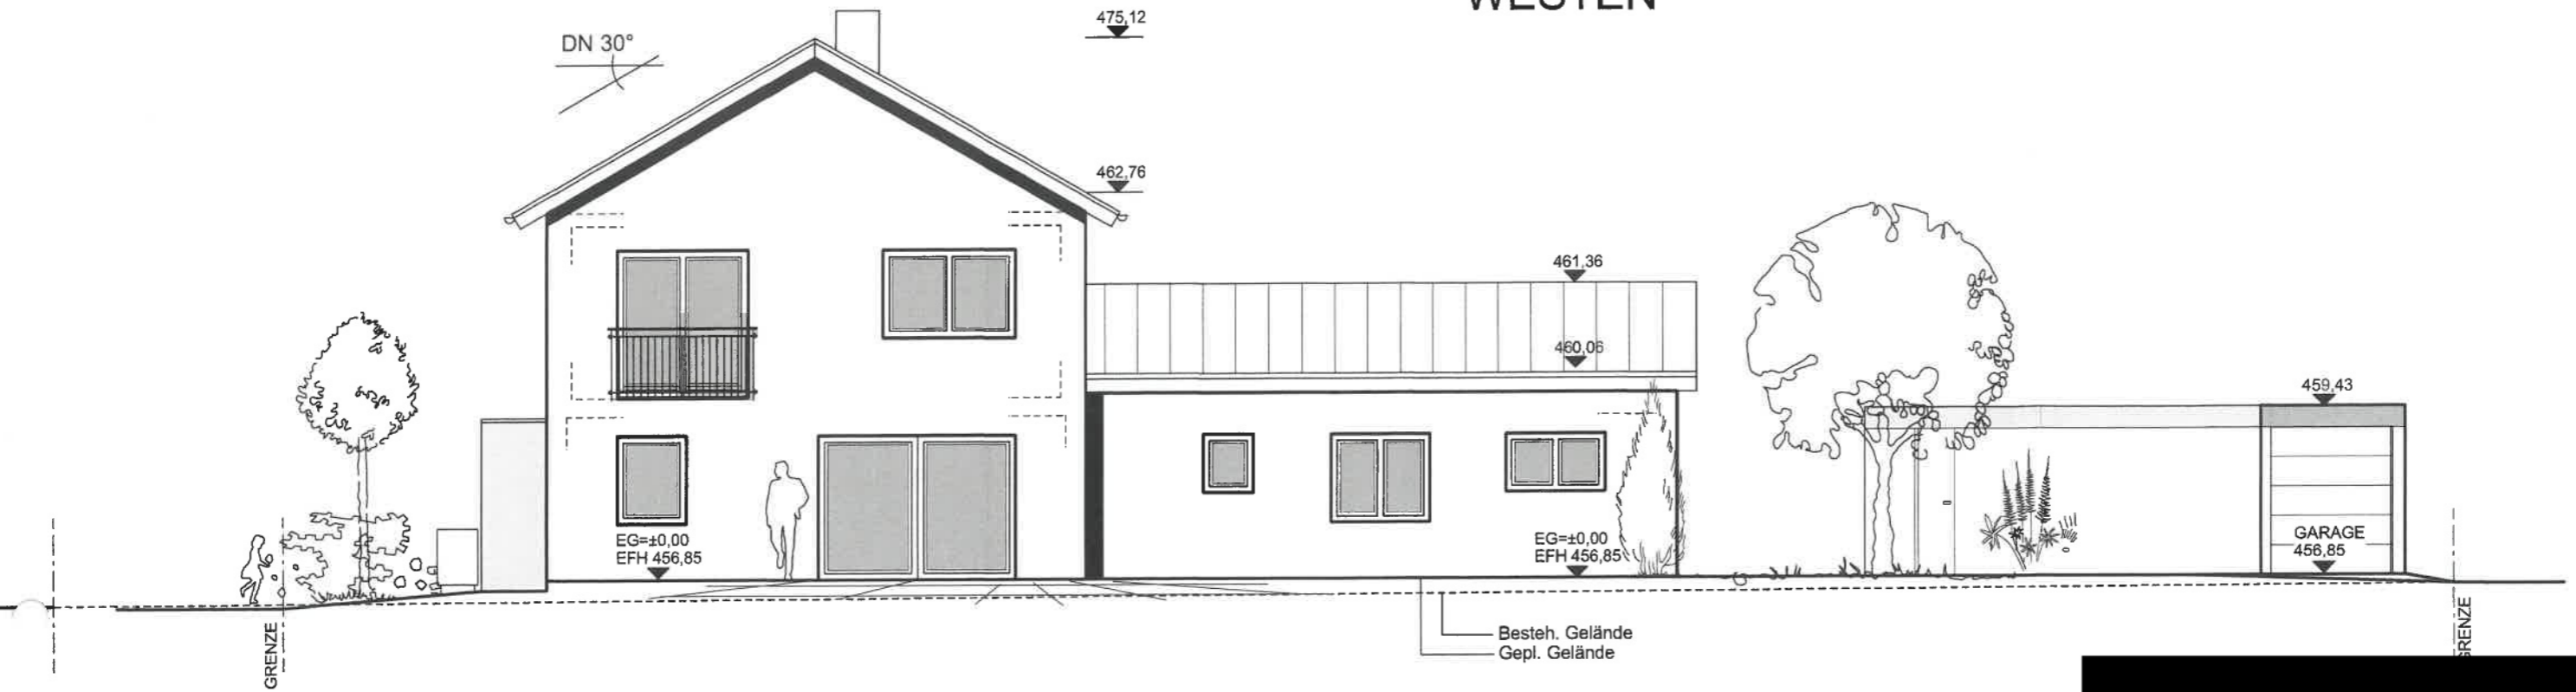 WESTEN
475,12
DN 30°
462,76
461,36
460,06
459,43
EG=±0,00
EFH 456,85
EG=±0,00
EFH 456,85
GARAGE
456,85
GRENZE
Besteh. Gelände
Gepl. Gelände
GRENZE